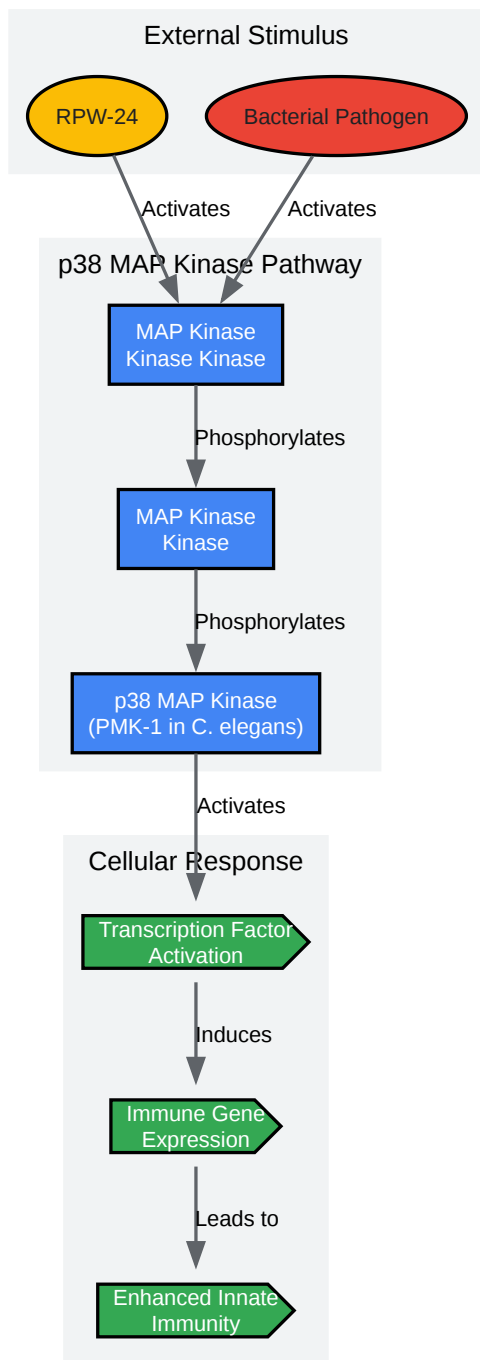 External Stimulus
RPW-24
Bacterial Pathogen
Activates
Activates
p38 MAP Kinase Pathway
MAP Kinase
Kinase Kinase
Phosphorylates
MAP Kinase
Kinase
Phosphorylates
p38 MAP Kinase
(PMK-1 in C. elegans)
Activates
Cellular Response
Transcription Factor
Activation
Induces
Immune Gene
Expression
Leads to
Enhanced Innate
Immunity